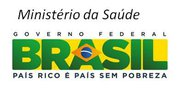 Ministério da Saúde
GOVERNO FEDERAL
BRASIL
PAÍS RICO É PAÍS SEM POBREZA